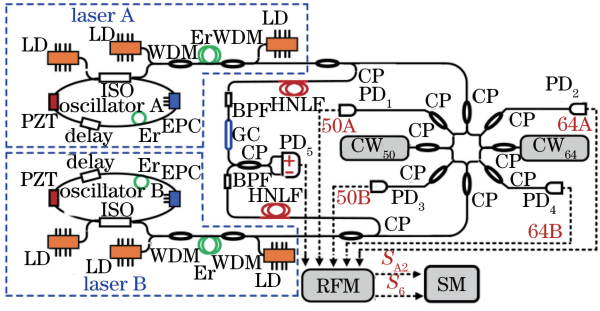 laser A
LD
LD
WDM
Er
WDM
LD
ISO
oscillator A
PZT
delay
Er
EPC
CP
HNLF
BPF
GC
CP
PD5
BPF
HNLF
CP
PD1
50A
CP
CP
CP
PD2
64A
CW50
CP
CP
CW64
50B
PD3
CP
CP
CP
PD4
64B
delay
PZT
Er
EPC
oscillator B
ISO
LD
LD
WDM
Er
WDM
LD
laser B
RFM
SA2
S6
SM